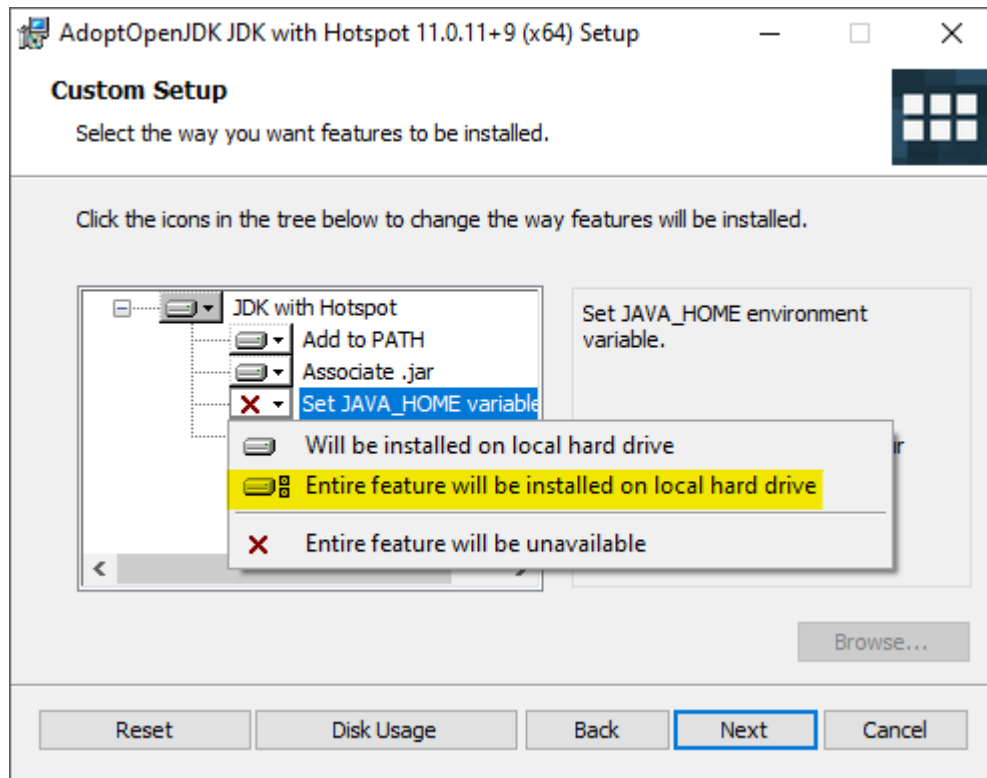 AdoptOpenJDK JDK with Hotspot 11.0.11+9 (x64) Setup
Custom Setup
Select the way you want features to be installed.
Click the icons in the tree below to change the way features will be installed.
JDK with Hotspot
Add to PATH
Associate .jar
Set JAVA_HOME variable
Set JAVA_HOME environment
variable.
Will be installed on local hard drive
Entire feature will be installed on local hard drive
Entire feature will be unavailable
Browse...
Reset
Disk Usage
Back
Next
Cancel